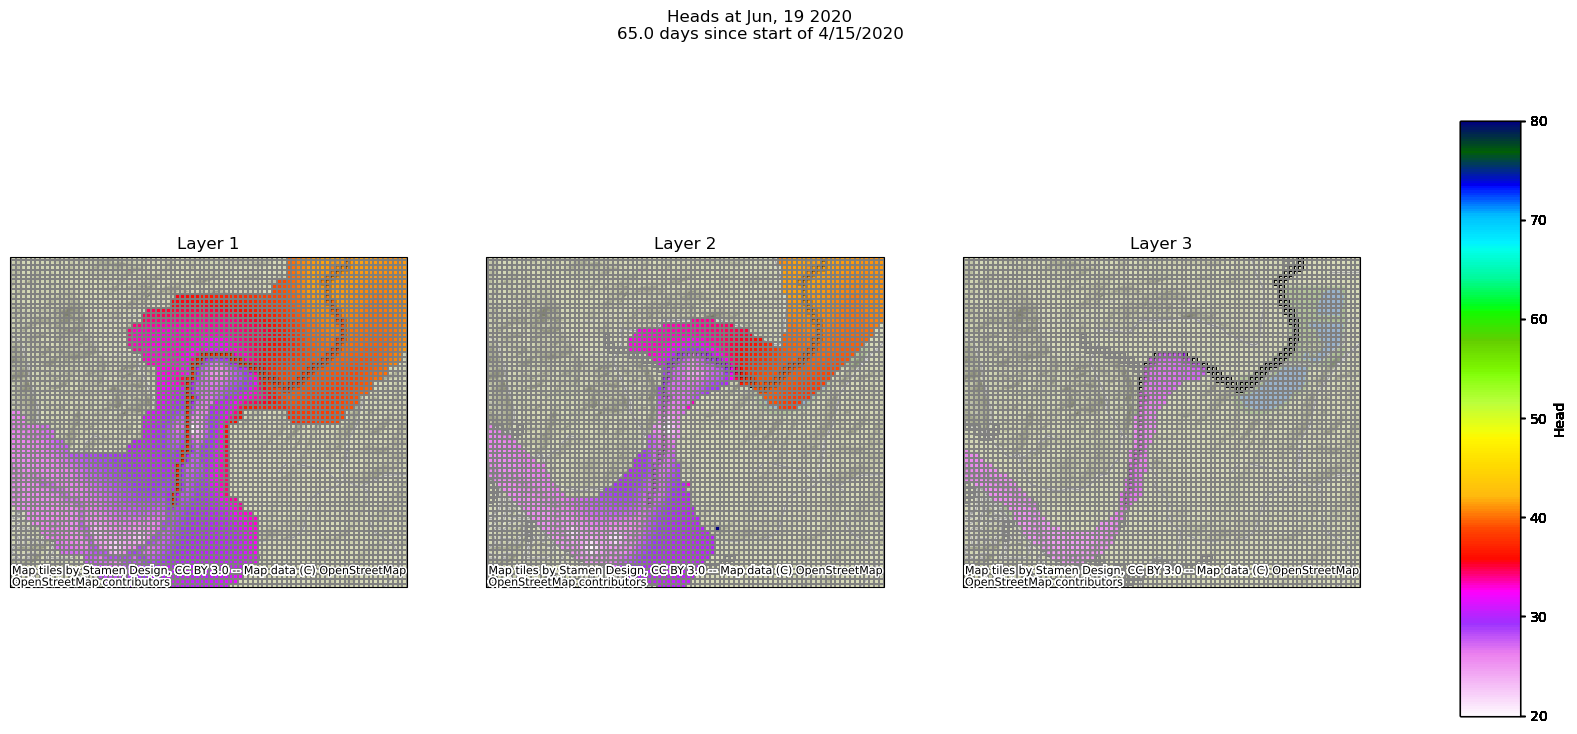 Heads at Jun, 19 2020
65.0 days since start of 4/15/2020
Layer 1
Layer 2
Layer 3
Map tiles by Stamen Design, CC BY 3.0 -- Map data (C) OpenStreetMap
OpenStreetMap contributors
Map tiles by Stamen Design, CC BY 3.0 -- Map data (C) OpenStreetMap
OpenStreetMap contributors
Map tiles by Stamen Design, CC BY 3.0 -- Map data (C) OpenStreetMap
OpenStreetMap contributors
80
70
60
50
40
30
20
Head